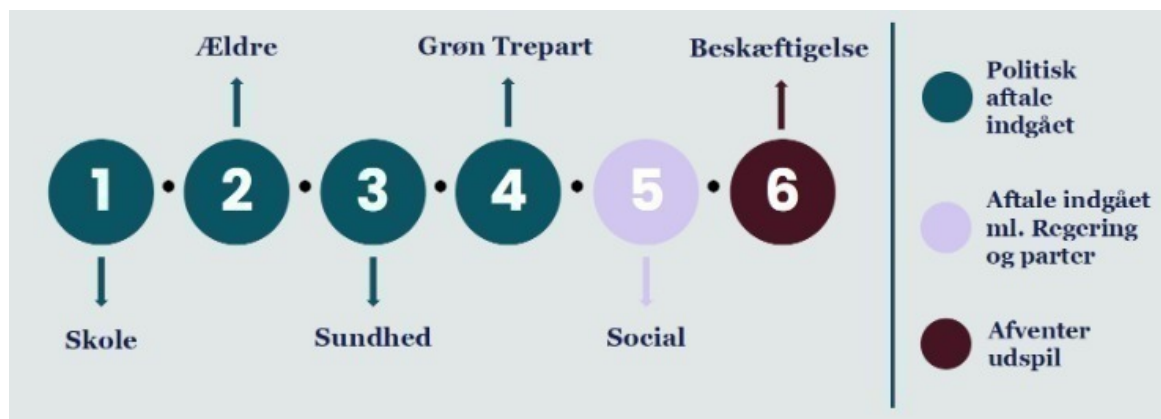 Ældre
Grøn Trepart
Beskæftigelse
1
2
3
4
5
6
Skole
Sundhed
Social
Politisk
aftale
indgået
Aftale indgået
ml. Regering
og parter
Afventer
udspil